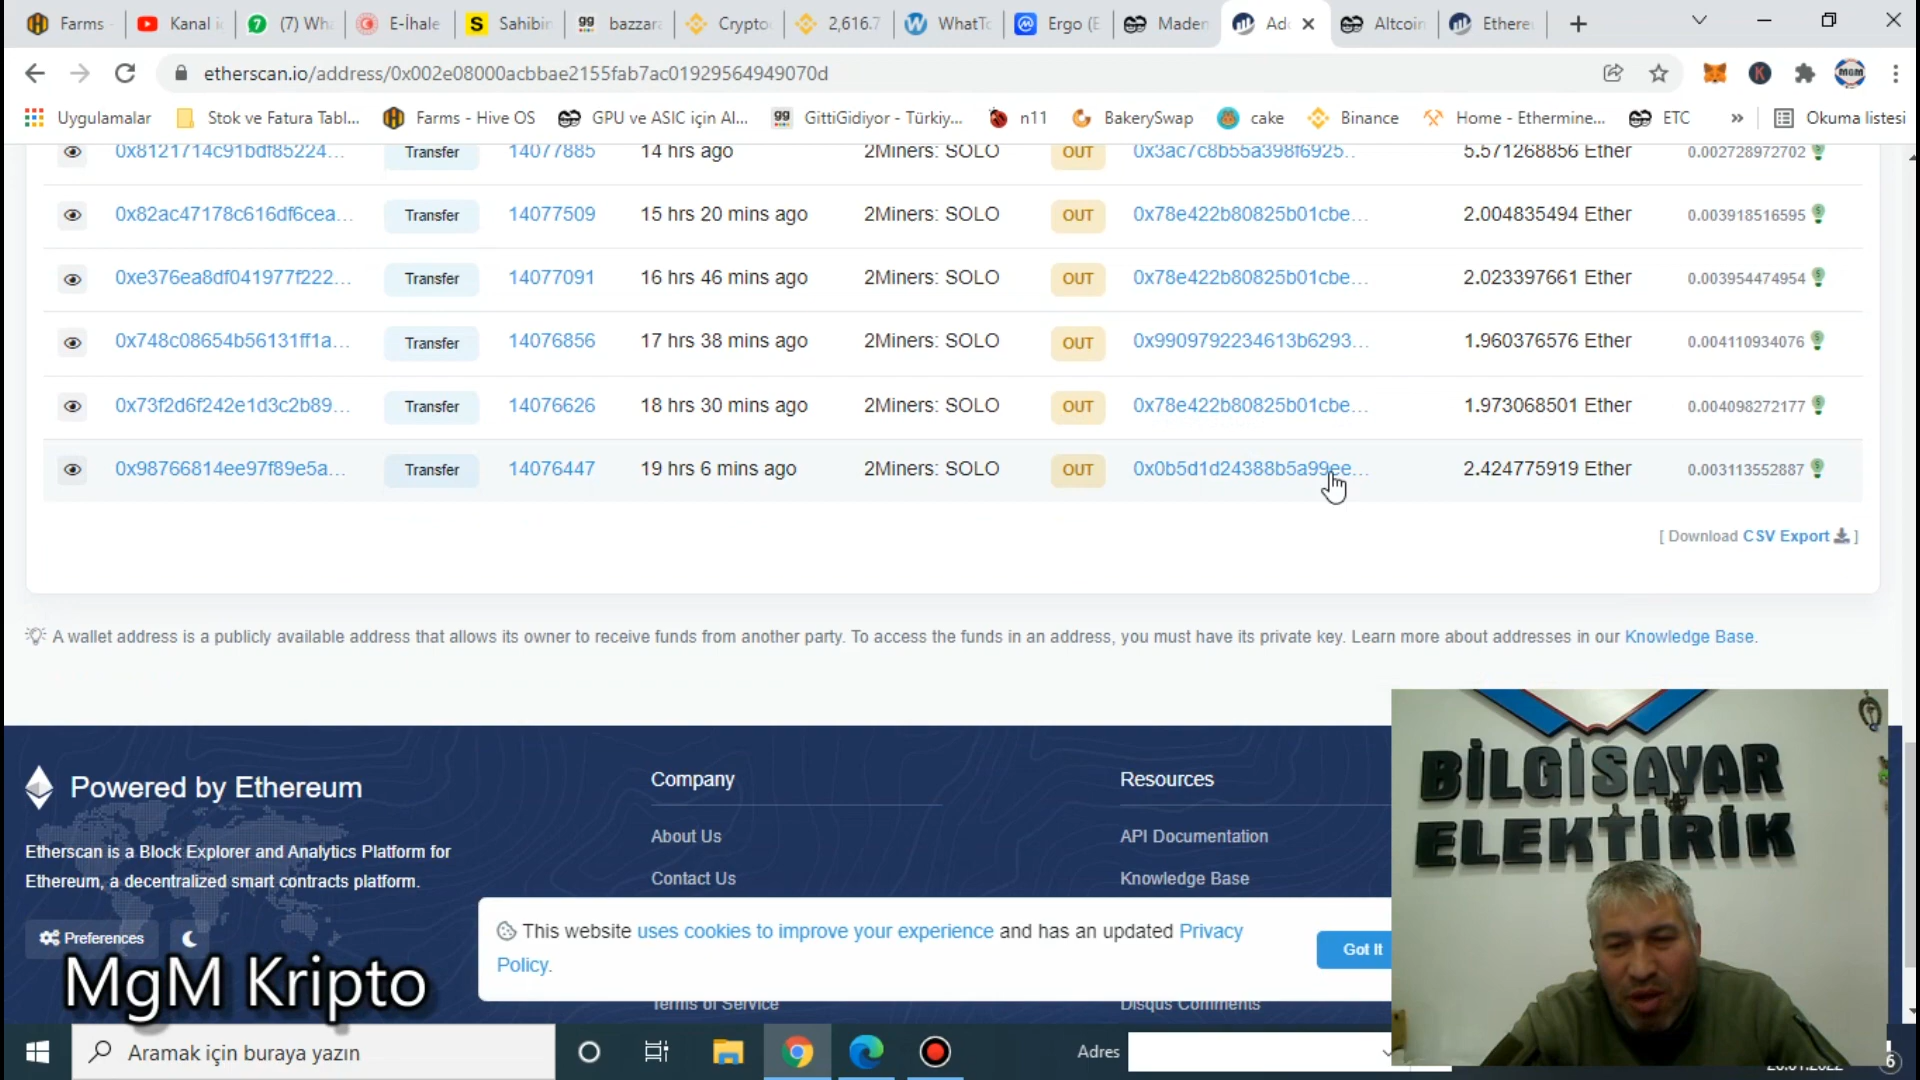 Farms
Kanal i
(7) Wha
E-İhale
Sahibin
bazzara
Crypto
2,616.7
WhatTo
Ergo (E
Maden
Ad
Altcoin
Ethere
etherscan.io/address/0x002e08000acbbae2155fab7ac01929564949070d
Uygulamalar
Stok ve Fatura Tabl...
Farms - Hive OS
GPU ve ASIC için Al...
GittiGidiyor - Türkiy...
n11
BakerySwap
cake
Binance
Home - Ethermine...
ETC
»
Okuma listesi
0x8121714c91bdf85224... Transfer 14077885 14 hrs ago 2Miners: SOLO OUT 0x3ac7c8b55a398f6925... 5.571268856 Ether 0.002728972702
0x82ac47178c616df6cea... Transfer 14077509 15 hrs 20 mins ago 2Miners: SOLO OUT 0x78e422b80825b01cbe... 2.004835494 Ether 0.003918516595
0xe376ea8df041977f222... Transfer 14077091 16 hrs 46 mins ago 2Miners: SOLO OUT 0x78e422b80825b01cbe... 2.023397661 Ether 0.003954474954
0x748c08654b56131ff1a... Transfer 14076856 17 hrs 38 mins ago 2Miners: SOLO OUT 0x9909792234613b6293... 1.960376576 Ether 0.004110934076
0x73f2d6f242e1d3c2b89... Transfer 14076626 18 hrs 30 mins ago 2Miners: SOLO OUT 0x78e422b80825b01cbe... 1.973068501 Ether 0.004098272177
0x98766814ee97f89e5a... Transfer 14076447 19 hrs 6 mins ago 2Miners: SOLO OUT 0x0b5d1d24388b5a99ee... 2.424775919 Ether 0.003113552887
[ Download CSV Export ]
A wallet address is a publicly available address that allows its owner to receive funds from another party. To access the funds in an address, you must have its private key. Learn more about addresses in our Knowledge Base.
Powered by Ethereum
Etherscan is a Block Explorer and Analytics Platform for
Ethereum, a decentralized smart contracts platform.
Preferences
Company
About Us
Contact Us
Terms of Service
Resources
API Documentation
Knowledge Base
Disqus Comments
This website uses cookies to improve your experience and has an updated Privacy
Policy.
Got It
BİLGİSAYAR
ELEKTİRİK
MgM Kripto
Aramak için buraya yazın
Adres